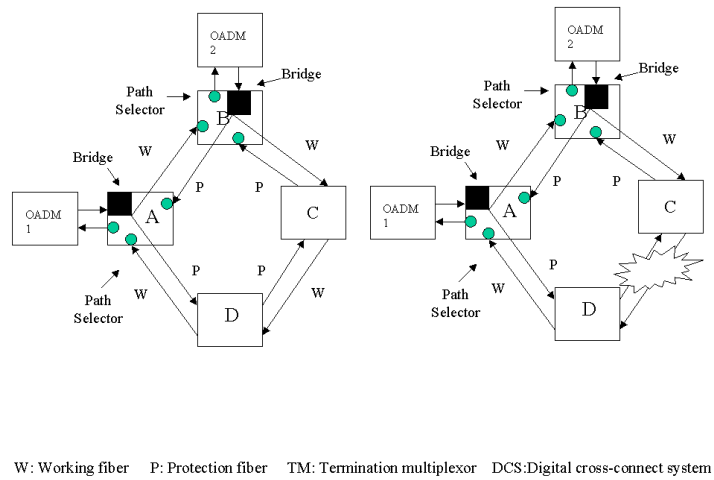 OADM
2
Bridge
Path
Selector
B
W
W
Bridge
P
P
OADM
1
A
C
P
P
W
W
Path
Selector
D
OADM
2
Bridge
Path
Selector
B
W
W
Bridge
P
P
OADM
1
A
C
P
W
Path
Selector
D
W: Working fiber P: Protection fiber TM: Termination multiplexor DCS:Digital cross-connect system